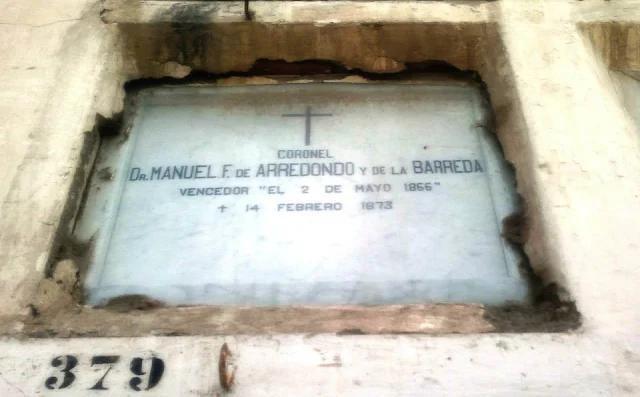 CORONEL
DR. MANUEL F. DE ARREDONDO Y DE LA BARREDA
VENCEDOR "EL 2 DE MAYO 1866"
✝ 14 FEBRERO 1873
379